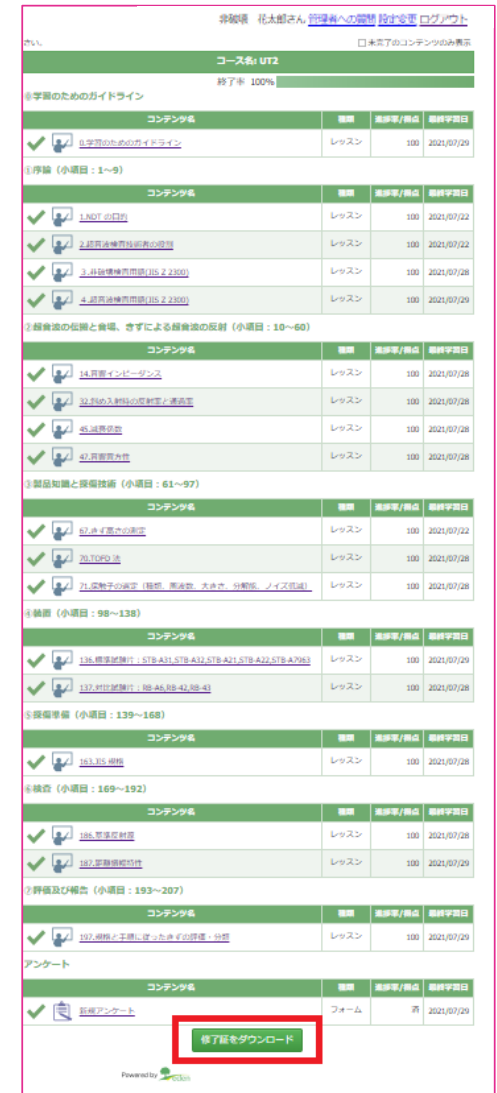 非破壊 花太郎さん 管理者への質問 設定変更 ログアウト
さい。 □未完了のコンテンツのみ表示
コース名: UT2
終了率 100%
⓪学習のためのガイドライン
コンテンツ名 種類 進捗率/得点 最終学習日
0.学習のためのガイドライン レッスン 100 2021/07/29
①序論（小項目：1～9）
コンテンツ名 種類 進捗率/得点 最終学習日
1.NDT の目的 レッスン 100 2021/07/22
2.超音波検査技術者の役割 レッスン 100 2021/07/22
3.非破壊検査用語(JIS Z 2300) レッスン 100 2021/07/28
4.超音波検査用語(JIS Z 2300) レッスン 100 2021/07/29
②超音波の伝搬と音場、きずによる超音波の反射（小項目：10～60）
コンテンツ名 種類 進捗率/得点 最終学習日
14.音響インピーダンス レッスン 100 2021/07/28
32.斜め入射時の反射率と通過率 レッスン 100 2021/07/28
45.減衰係数 レッスン 100 2021/07/28
47.音響異方性 レッスン 100 2021/07/28
③製品知識と探傷技術（小項目：61～97）
コンテンツ名 種類 進捗率/得点 最終学習日
67.きず高さの測定 レッスン 100 2021/07/22
70.TOFD 法 レッスン 100 2021/07/28
71.探触子の選定（種類、周波数、大きさ、分解能、ノイズ低減） レッスン 100 2021/07/28
④装置（小項目：98～138）
コンテンツ名 種類 進捗率/得点 最終学習日
136.標準試験片：STB-A31,STB-A32,STB-A21,STB-A22,STB-A7963 レッスン 100 2021/07/29
137.対比試験片：RB-A6,RB-42,RB-43 レッスン 100 2021/07/28
⑤探傷準備（小項目：139～168）
コンテンツ名 種類 進捗率/得点 最終学習日
163.JIS 規格 レッスン 100 2021/07/28
⑥検査（小項目：169～192）
コンテンツ名 種類 進捗率/得点 最終学習日
186.基準反射源 レッスン 100 2021/07/28
187.距離振幅特性 レッスン 100 2021/07/29
⑦評価及び報告（小項目：193～207）
コンテンツ名 種類 進捗率/得点 最終学習日
197.規格と手順に従ったきずの評価・分類 レッスン 100 2021/07/29
アンケート
コンテンツ名 種類 進捗率/得点 最終学習日
新規アンケート フォーム 済 2021/07/29
修了証をダウンロード
Powered by eden